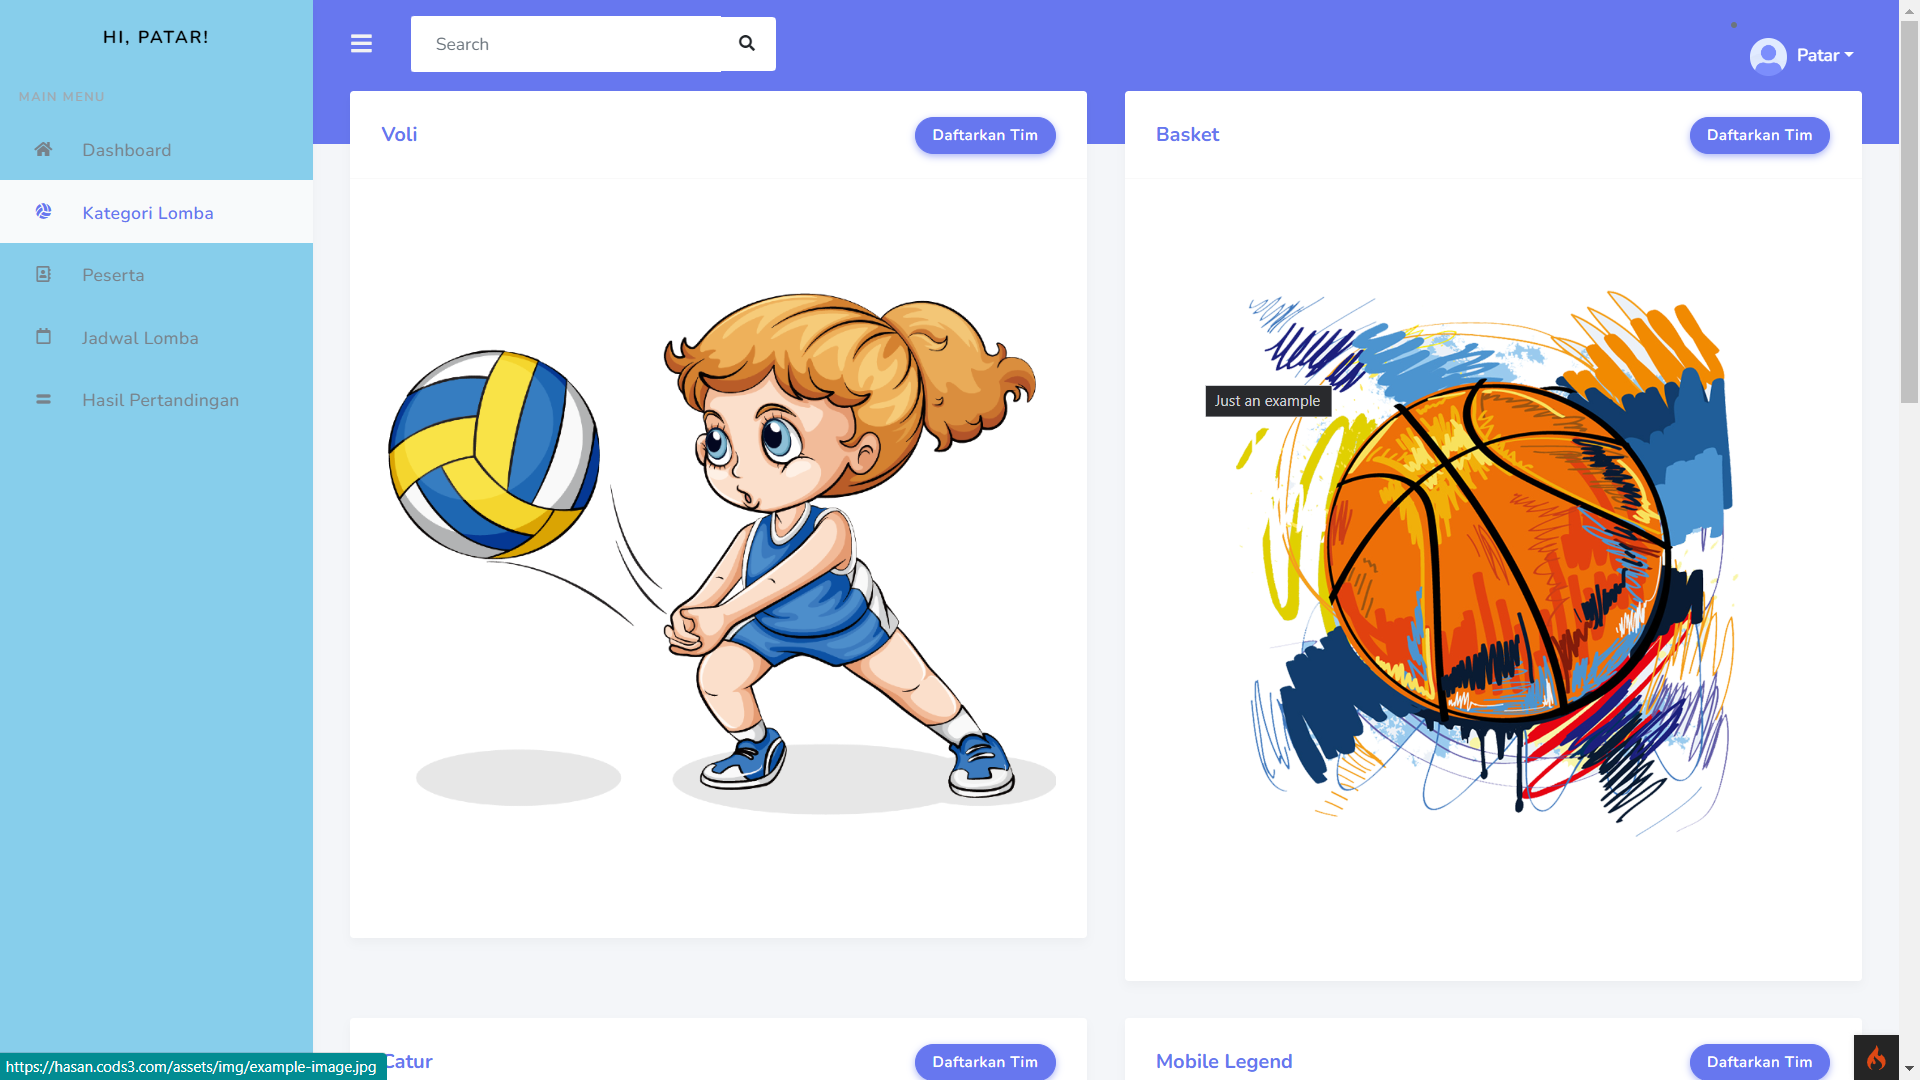 HI, PATAR!
Search
Patar
MAIN MENU
Dashboard
Kategori Lomba
Peserta
Jadwal Lomba
Hasil Pertandingan
Voli
Daftarkan Tim
Basket
Daftarkan Tim
Just an example
Catur
Daftarkan Tim
Mobile Legend
Daftarkan Tim
https://hasan.cods3.com/assets/img/example-image.jpg